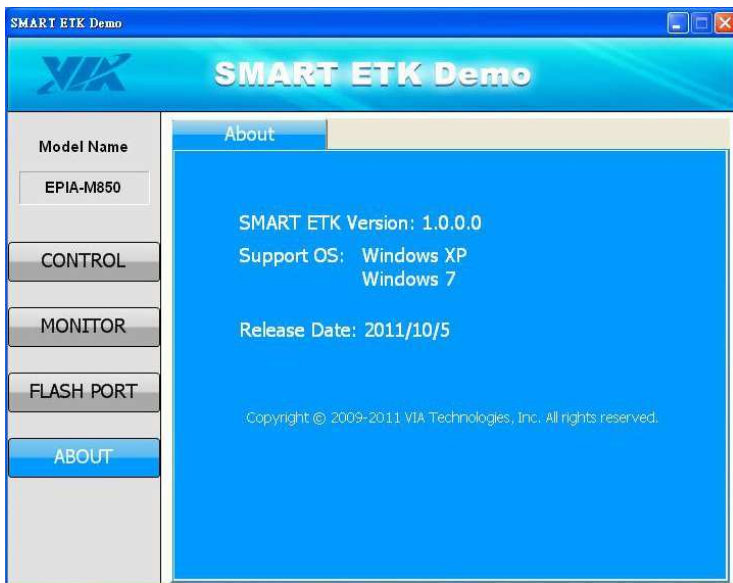 SMART ETK Demo
VIA
SMART ETK Demo
Model Name
EPIA-M850
CONTROL
MONITOR
FLASH PORT
ABOUT
About
SMART ETK Version: 1.0.0.0
Support OS: Windows XP
Windows 7
Release Date: 2011/10/5
Copyright © 2009-2011 VIA Technologies, Inc. All rights reserved.